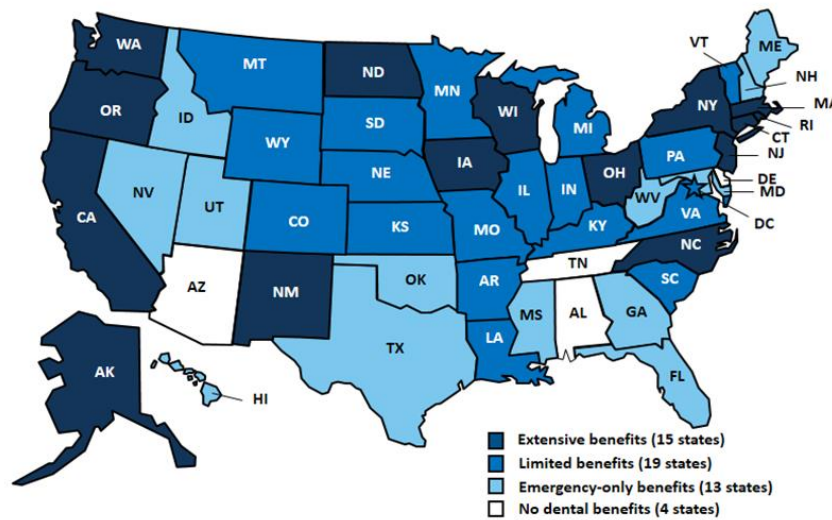 WA
MT
ND
MN
VT
ME
NH
OR
ID
SD
WI
MI
NY
MA
RI
CT
WY
IA
PA
NJ
NV
NE
IL
IN
OH
DE
MD
UT
CO
WV
VA
DC
CA
KS
MO
KY
NC
AZ
NM
OK
AR
TN
SC
TX
LA
MS
AL
GA
AK
HI
FL
Extensive benefits (15 states)
Limited benefits (19 states)
Emergency-only benefits (13 states)
No dental benefits (4 states)